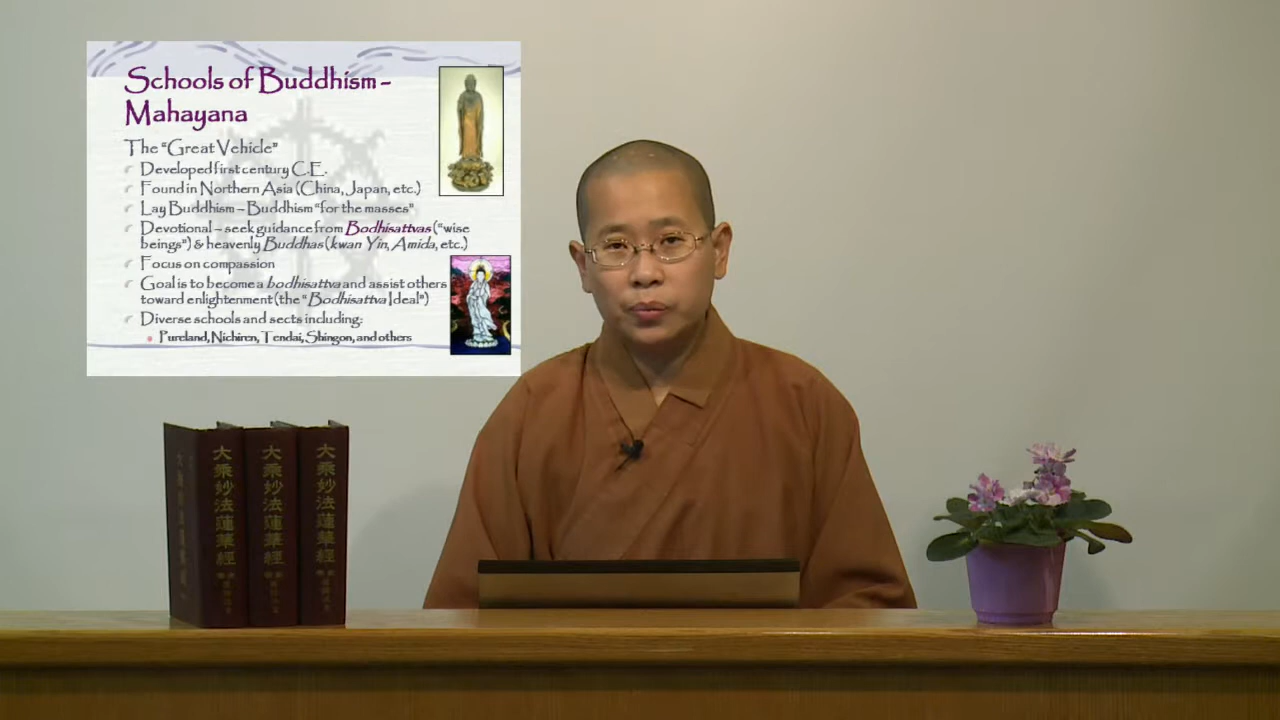 Schools of Buddhism -
Mahayana
The "Great Vehicle"
Developed first century C.E.
Found in Northern Asia (China, Japan, etc.)
Lay Buddhism – Buddhism "for the masses"
Devotional – seek guidance from Bodhisattvas ("wise
beings") & heavenly Buddhas (kwan Yin, Amida, etc.)
Focus on compassion
Goal is to become a bodhisattva and assist others
toward enlightenment (the "Bodhisattva Ideal")
Diverse schools and sects including:
Pureland, Nichiren, Tendai, Shingon, and others
大乘妙法蓮華經
大乘妙法蓮華經
大乘妙法蓮華經